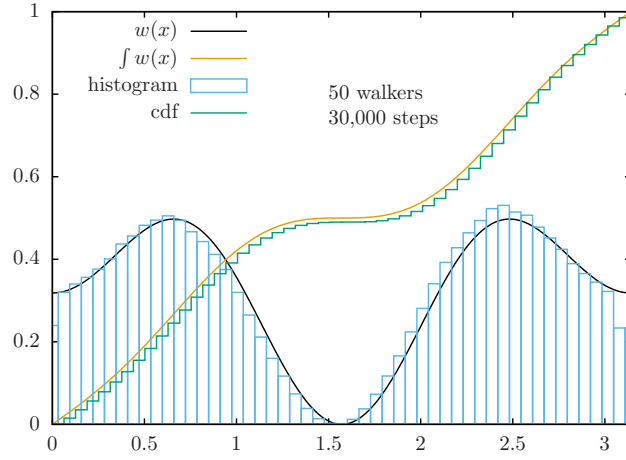 w(x)
∫ w(x)
histogram
cdf
50 walkers
30,000 steps
1
0.8
0.6
0.4
0.2
0
0
0.5
1
1.5
2
2.5
3